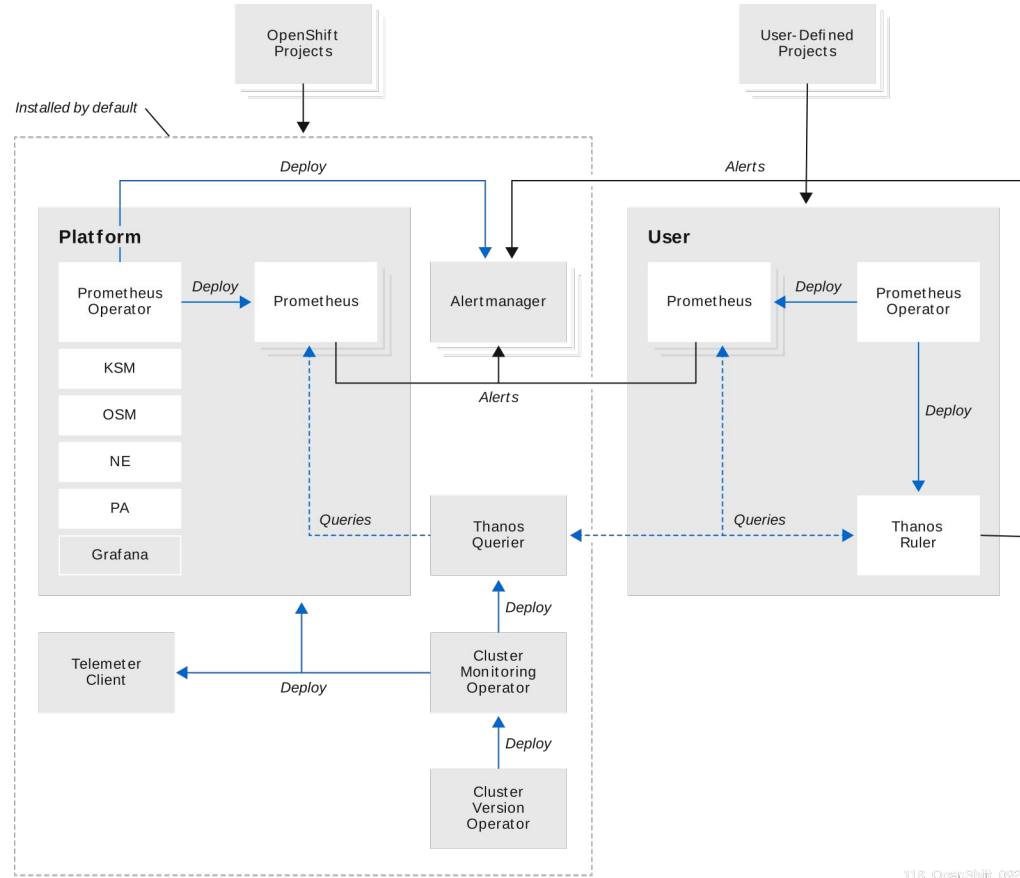 OpenShift
Projects
User-Defined
Projects
Installed by default
Deploy
Alerts
Platform
User
Prometheus
Operator
Deploy
Prometheus
Alertmanager
Prometheus
Deploy
Prometheus
Operator
KSM
Alerts
OSM
Deploy
NE
PA
Queries
Thanos
Querier
Queries
Thanos
Ruler
Grafana
Deploy
Telemeter
Client
Deploy
Cluster
Monitoring
Operator
Deploy
Cluster
Version
Operator
118_OpenShift_092